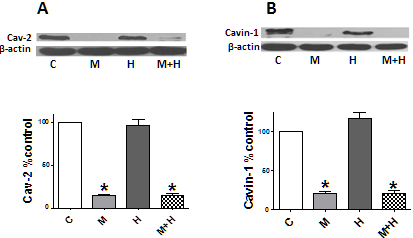 A
Cav-2
β-actin
C M H M+H
Cav-2 %control
100
50
0
* *
C M H M+H
B
Cavin-1
β-actin
C M H M+H
Cavin-1 % control
100
50
0
* *
C M H M+H